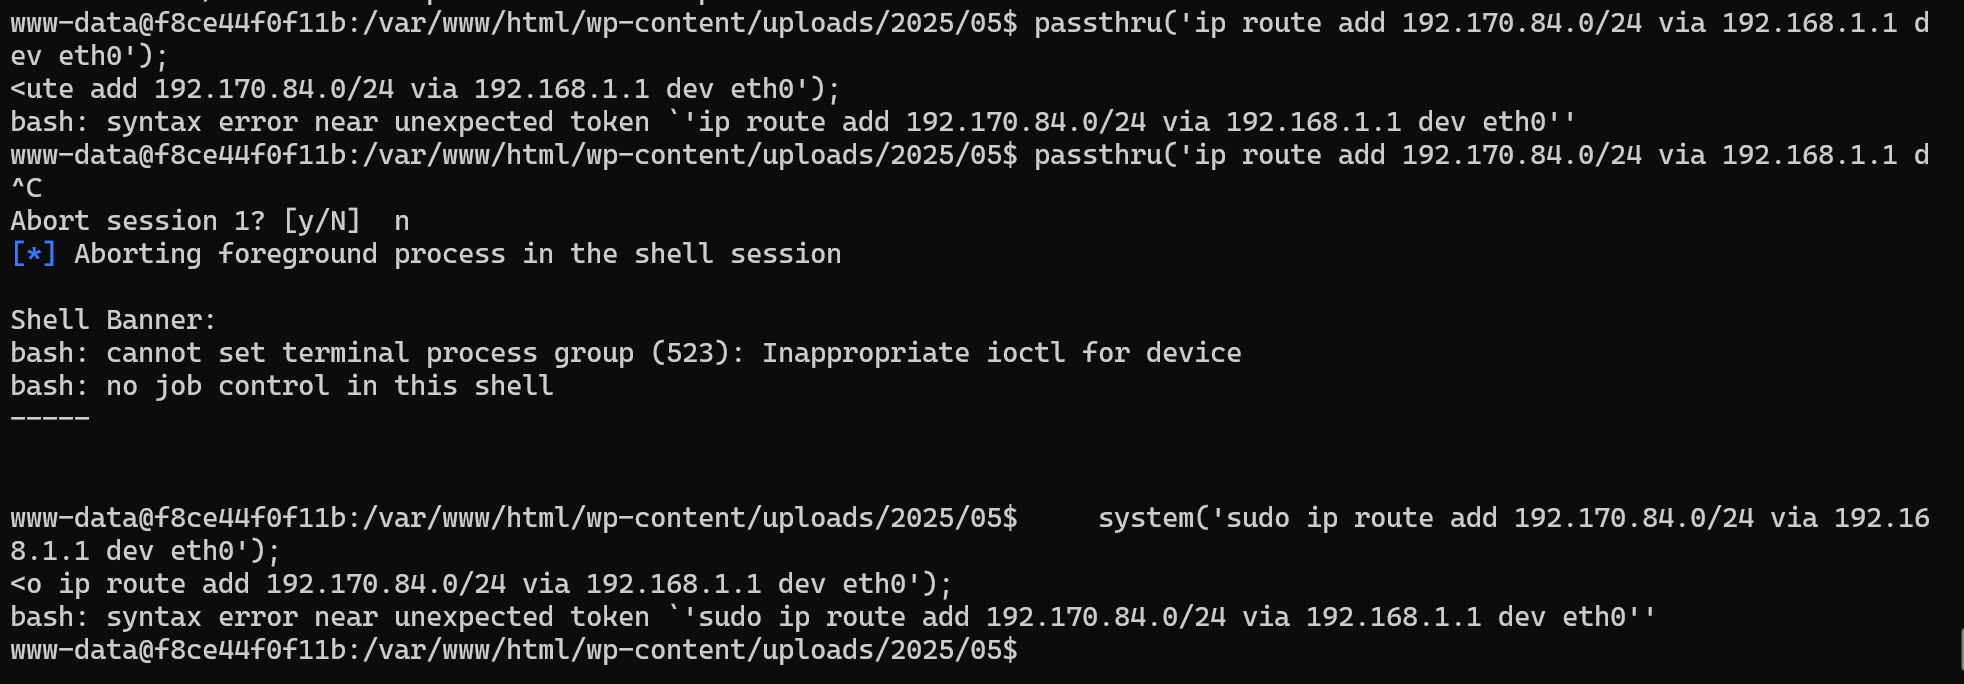 www-data@f8ce44f0f11b:/var/www/html/wp-content/uploads/2025/05$ passthru('ip route add 192.170.84.0/24 via 192.168.1.1 d
ev eth0');
<ute add 192.170.84.0/24 via 192.168.1.1 dev eth0');
bash: syntax error near unexpected token `'ip route add 192.170.84.0/24 via 192.168.1.1 dev eth0''
www-data@f8ce44f0f11b:/var/www/html/wp-content/uploads/2025/05$ passthru('ip route add 192.170.84.0/24 via 192.168.1.1 d
^C
Abort session 1? [y/N]  n
[*] Aborting foreground process in the shell session
Shell Banner:
bash: cannot set terminal process group (523): Inappropriate ioctl for device
bash: no job control in this shell
-----
www-data@f8ce44f0f11b:/var/www/html/wp-content/uploads/2025/05$     system('sudo ip route add 192.170.84.0/24 via 192.16
8.1.1 dev eth0');
<o ip route add 192.170.84.0/24 via 192.168.1.1 dev eth0');
bash: syntax error near unexpected token `'sudo ip route add 192.170.84.0/24 via 192.168.1.1 dev eth0''
www-data@f8ce44f0f11b:/var/www/html/wp-content/uploads/2025/05$